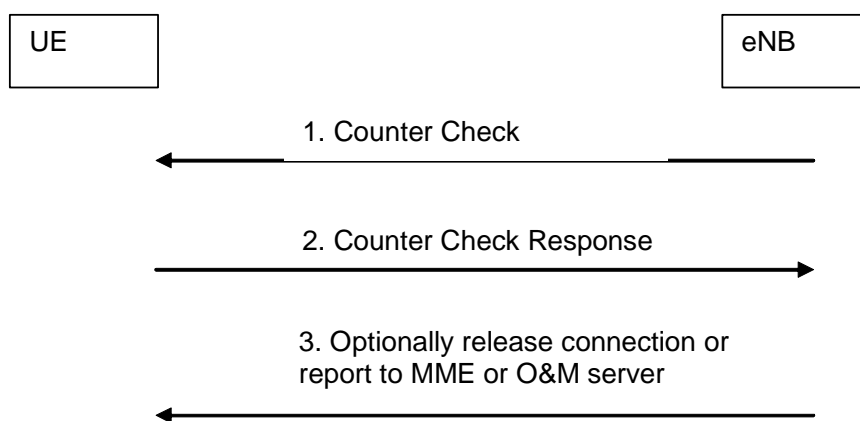 UE
eNB
1. Counter Check
2. Counter Check Response
3. Optionally release connection or
report to MME or O&M server